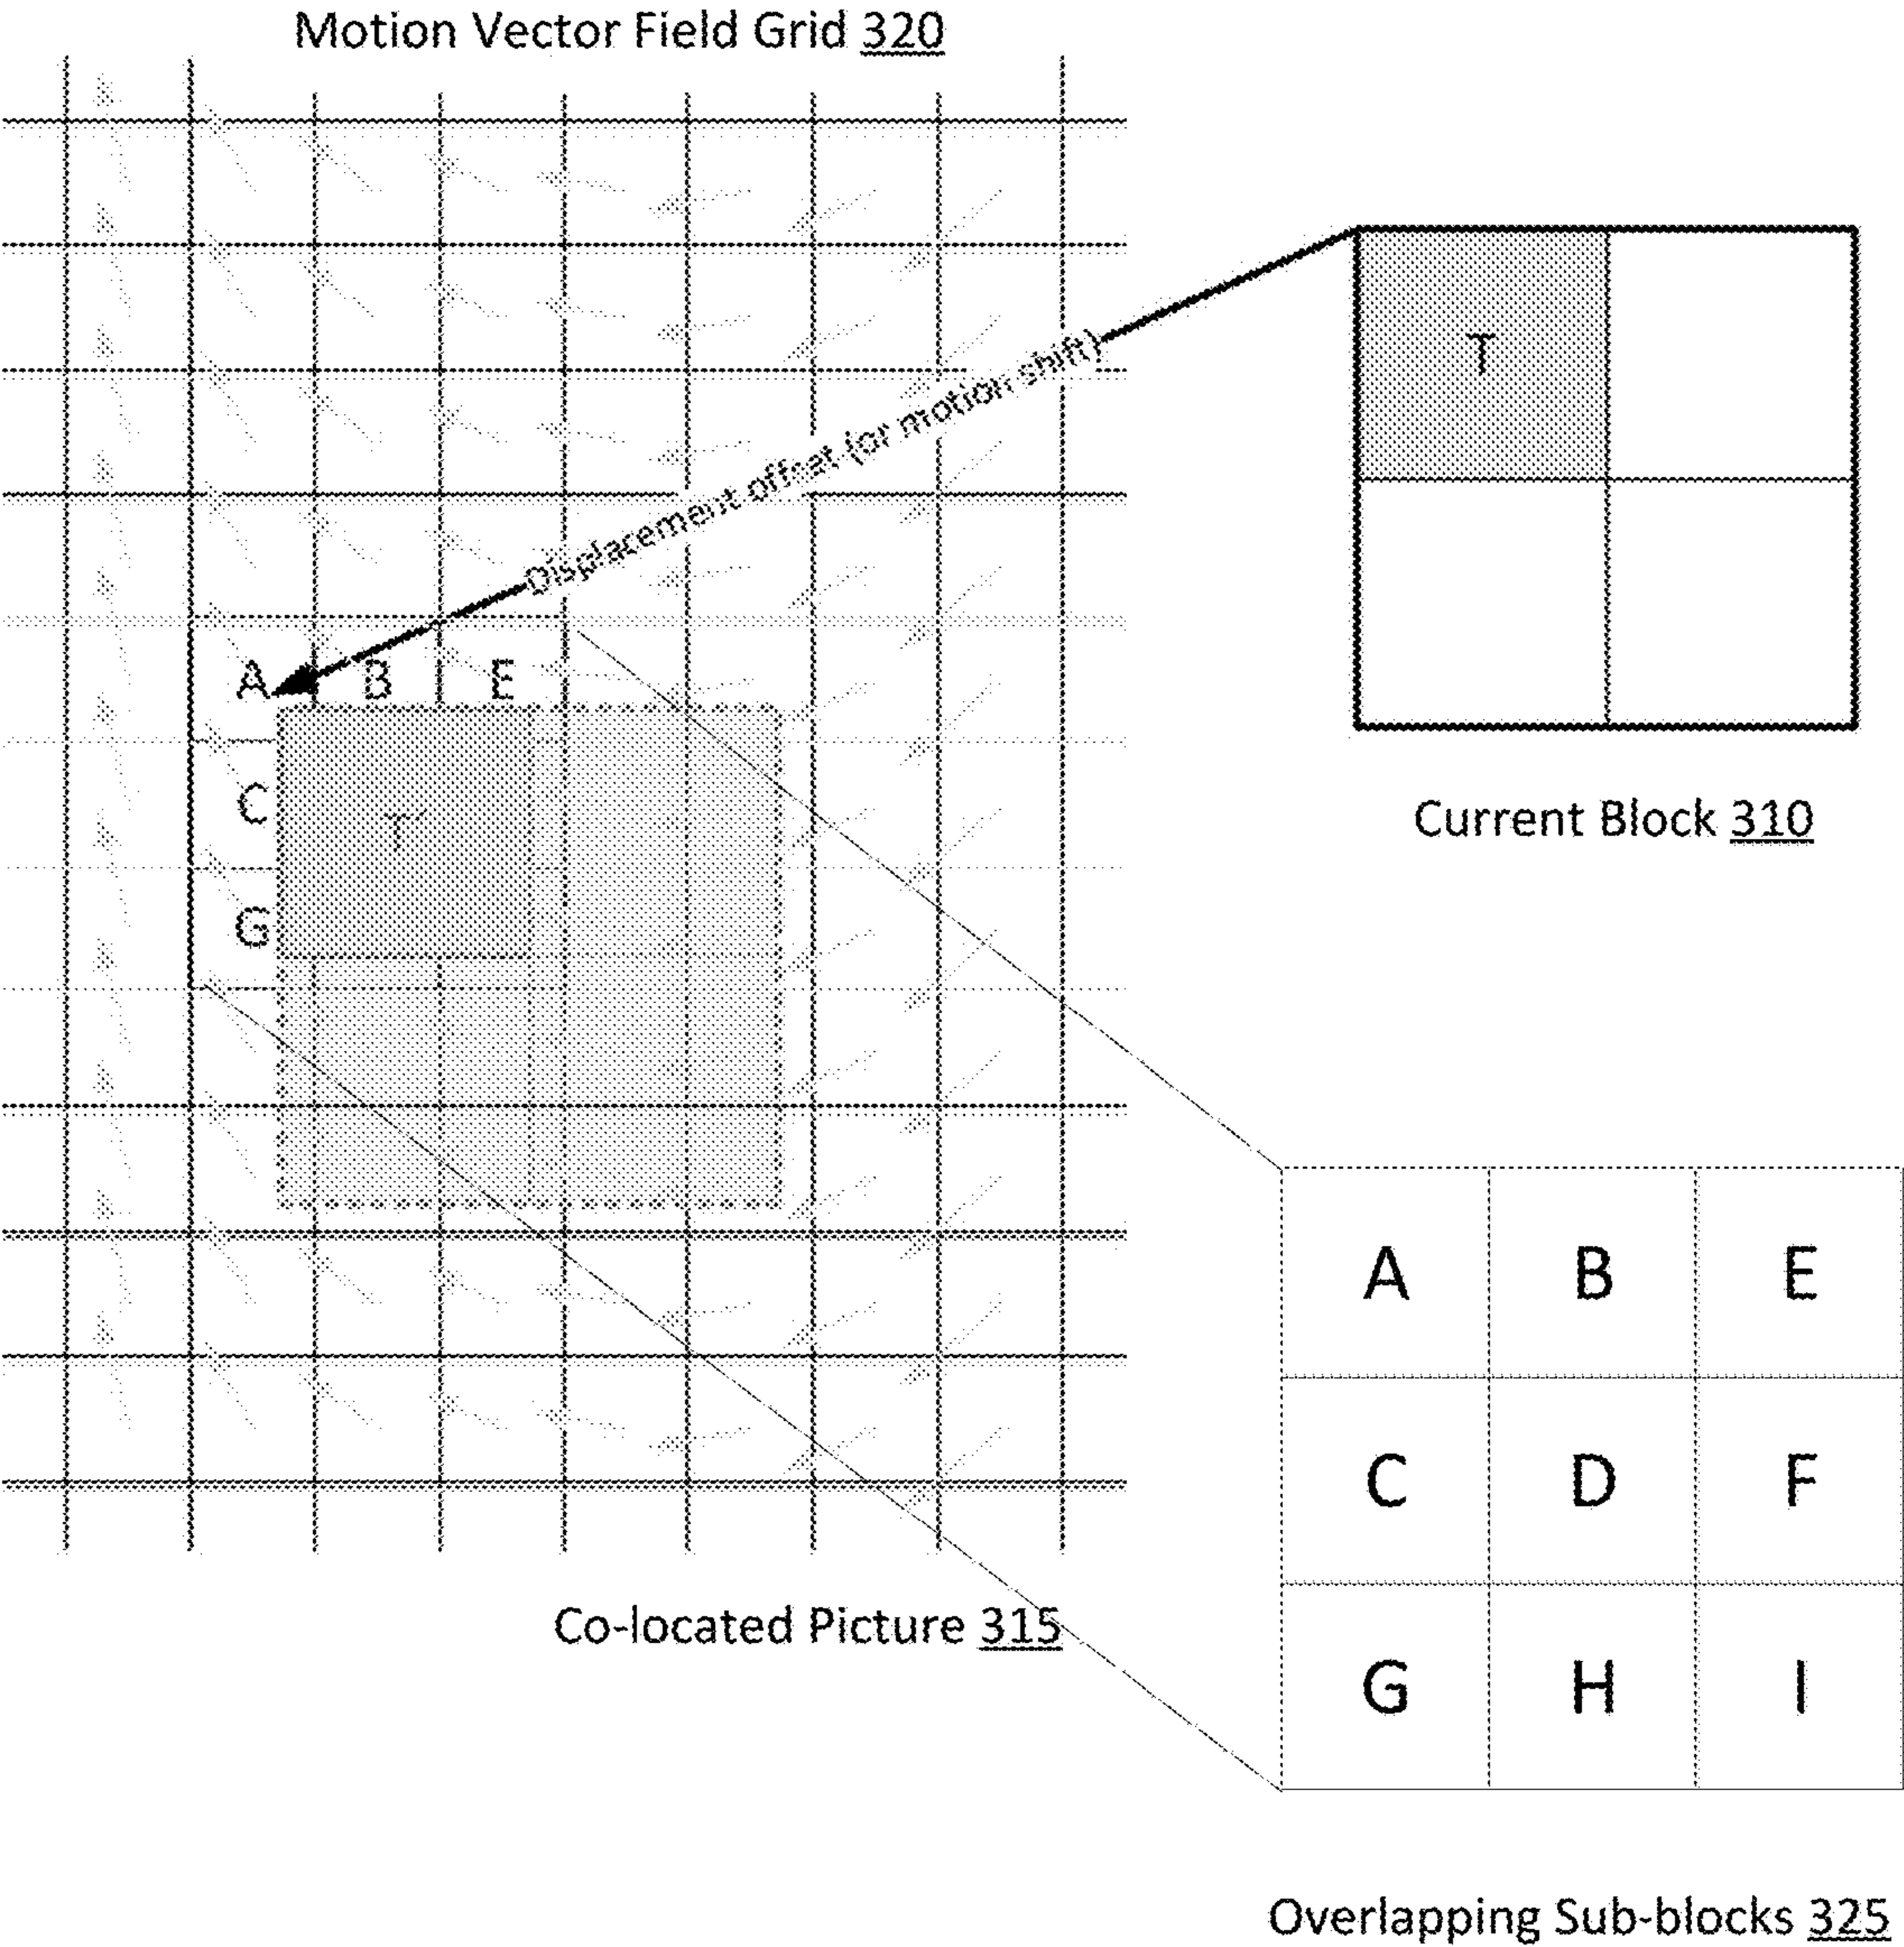 Motion Vector Field Grid 320
Displacement offset (or motion shift)
T
Current Block 310
A B E
C
T'
G
A B E
C D F
G H I
Co-located Picture 315
Overlapping Sub-blocks 325